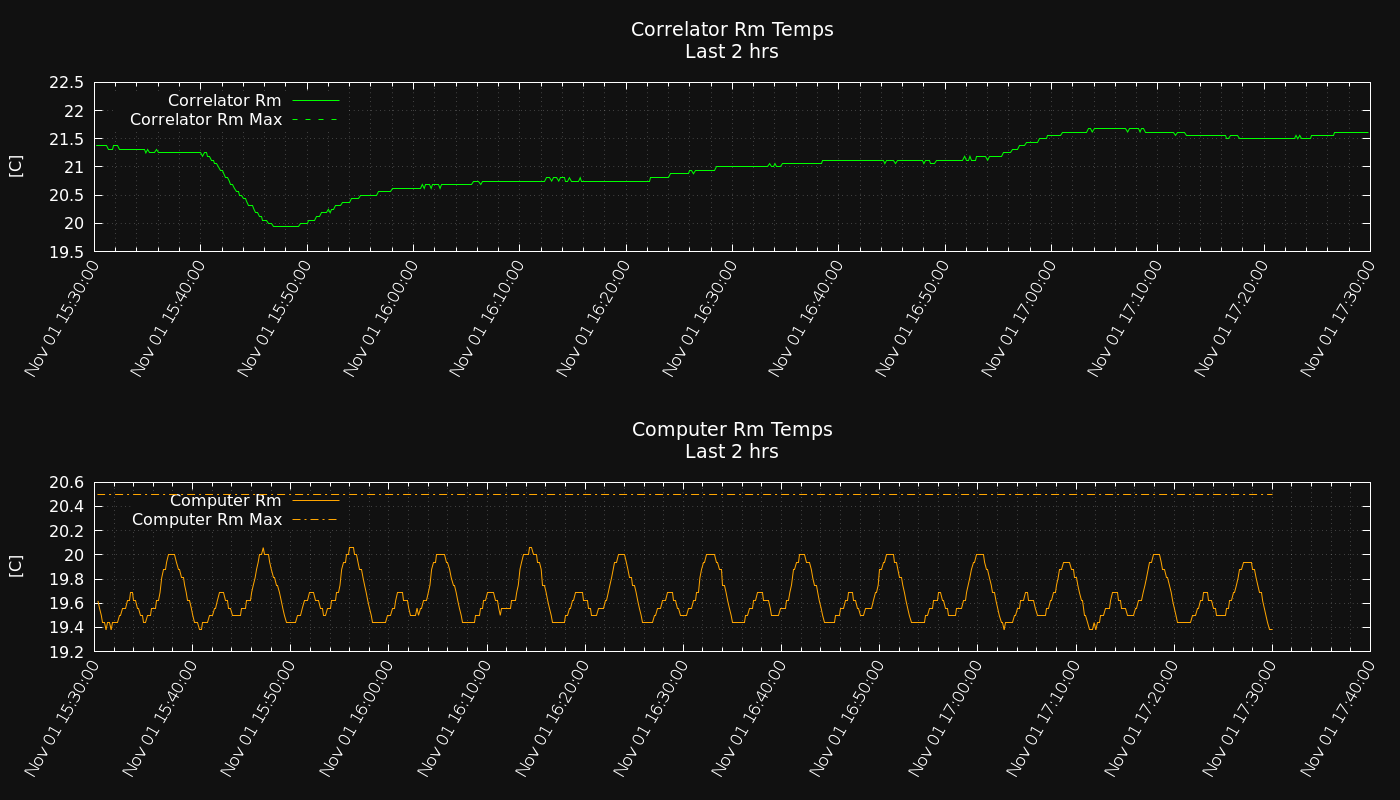 Correlator Rm Temps
Last 2 hrs
22.5
22
21.5
21
20.5
20
19.5
[C]
Correlator Rm
Correlator Rm Max
Nov 01 15:30:00
Nov 01 15:40:00
Nov 01 15:50:00
Nov 01 16:00:00
Nov 01 16:10:00
Nov 01 16:20:00
Nov 01 16:30:00
Nov 01 16:40:00
Nov 01 16:50:00
Nov 01 17:00:00
Nov 01 17:10:00
Nov 01 17:20:00
Nov 01 17:30:00
Computer Rm Temps
Last 2 hrs
20.6
20.4
20.2
20
19.8
19.6
19.4
19.2
[C]
Computer Rm
Computer Rm Max
Nov 01 15:30:00
Nov 01 15:40:00
Nov 01 15:50:00
Nov 01 16:00:00
Nov 01 16:10:00
Nov 01 16:20:00
Nov 01 16:30:00
Nov 01 16:40:00
Nov 01 16:50:00
Nov 01 17:00:00
Nov 01 17:10:00
Nov 01 17:20:00
Nov 01 17:30:00
Nov 01 17:40:00